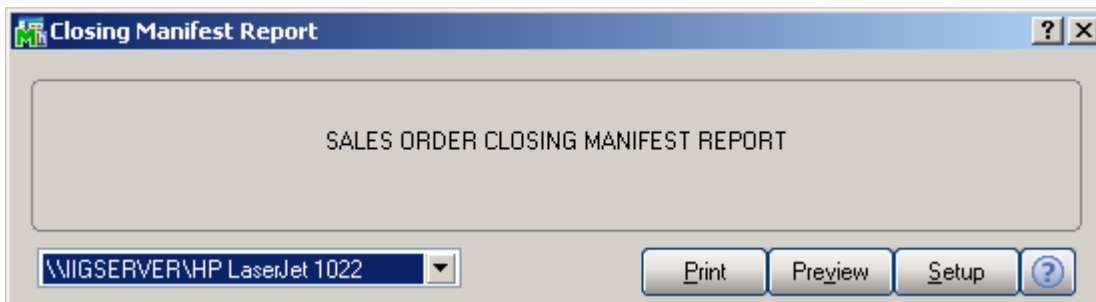 Closing Manifest Report
SALES ORDER CLOSING MANIFEST REPORT
\\IIGSERVER\HP LaserJet 1022
Print Preview Setup